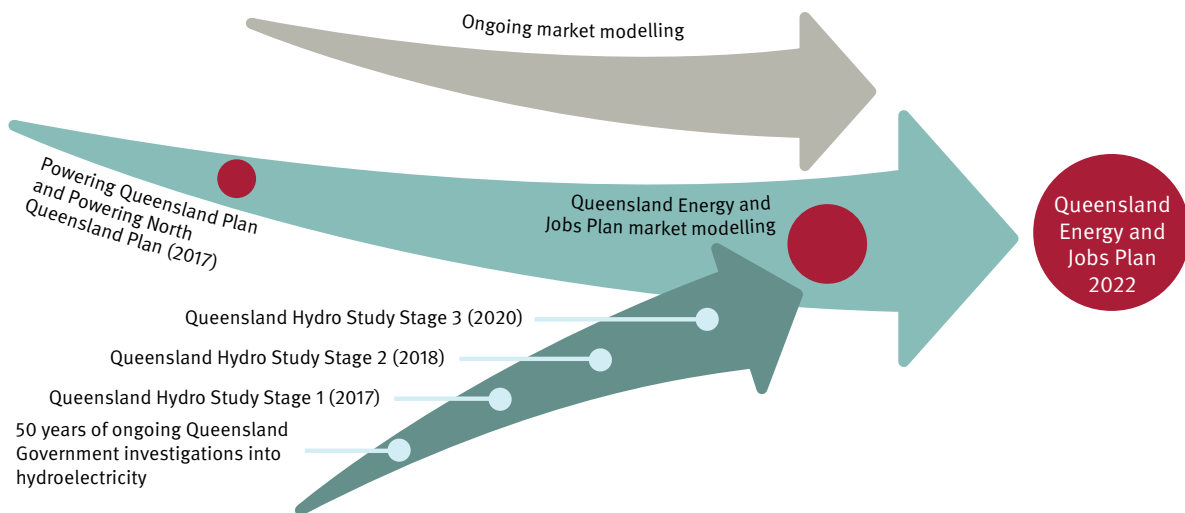 Ongoing market modelling
Powering Queensland Plan
and Powering North
Queensland Plan (2017)
Queensland Energy and
Jobs Plan market modelling
Queensland
Energy and
Jobs Plan
2022
Queensland Hydro Study Stage 3 (2020)
Queensland Hydro Study Stage 2 (2018)
Queensland Hydro Study Stage 1 (2017)
50 years of ongoing Queensland
Government investigations into
hydroelectricity